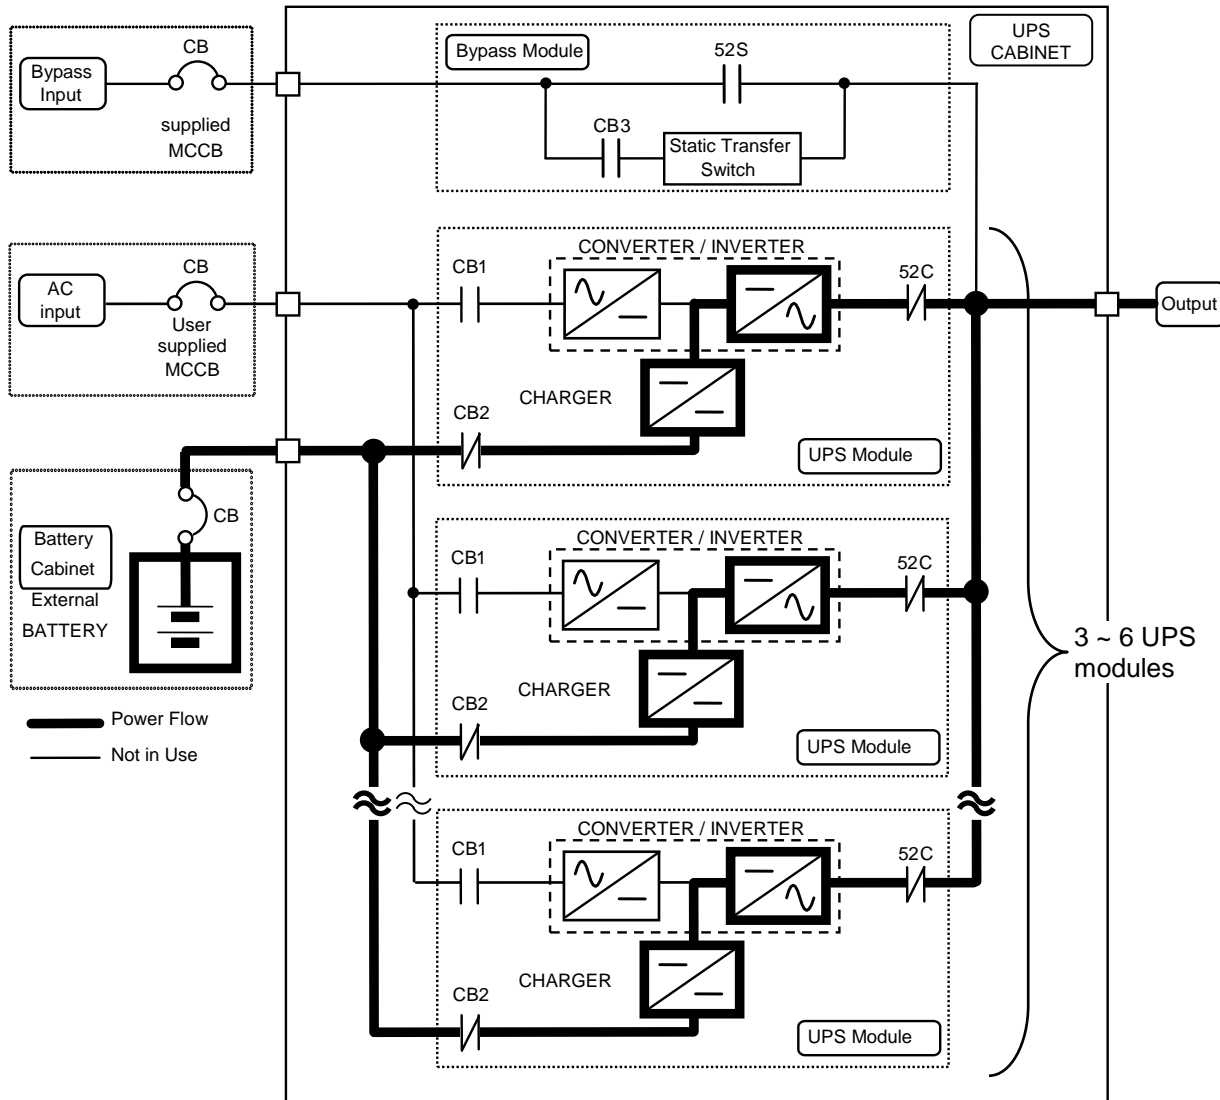 CB
Bypass
Input
supplied
MCCB
Bypass Module
52S
CB3
Static Transfer
Switch
UPS
CABINET
AC
input
CB
User
supplied
MCCB
CONVERTER / INVERTER
CB1
52C
CHARGER
CB2
UPS Module
Output
CB
Battery
Cabinet
External
BATTERY
CONVERTER / INVERTER
CB1
52C
CHARGER
CB2
UPS Module
3 ~ 6 UPS
modules
Power Flow
Not in Use
CONVERTER / INVERTER
CB1
52C
CHARGER
CB2
UPS Module